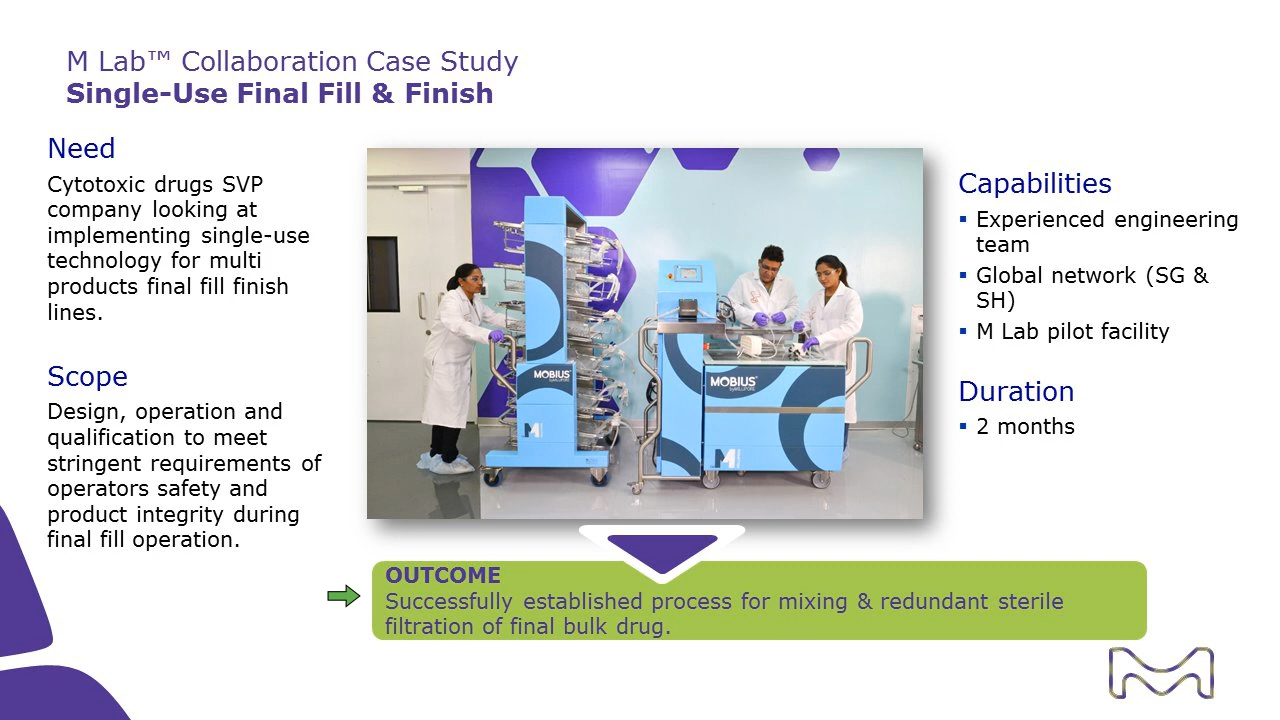 M Lab™ Collaboration Case Study
Single-Use Final Fill & Finish
Need
Cytotoxic drugs SVP
company looking at
implementing single-use
technology for multi
products final fill finish
lines.
Scope
Design, operation and
qualification to meet
stringent requirements of
operators safety and
product integrity during
final fill operation.
MOBIUS
MOBIUS
Capabilities
▪ Experienced engineering
team
▪ Global network (SG &
SH)
▪ M Lab pilot facility
Duration
▪ 2 months
OUTCOME
Successfully established process for mixing & redundant sterile
filtration of final bulk drug.